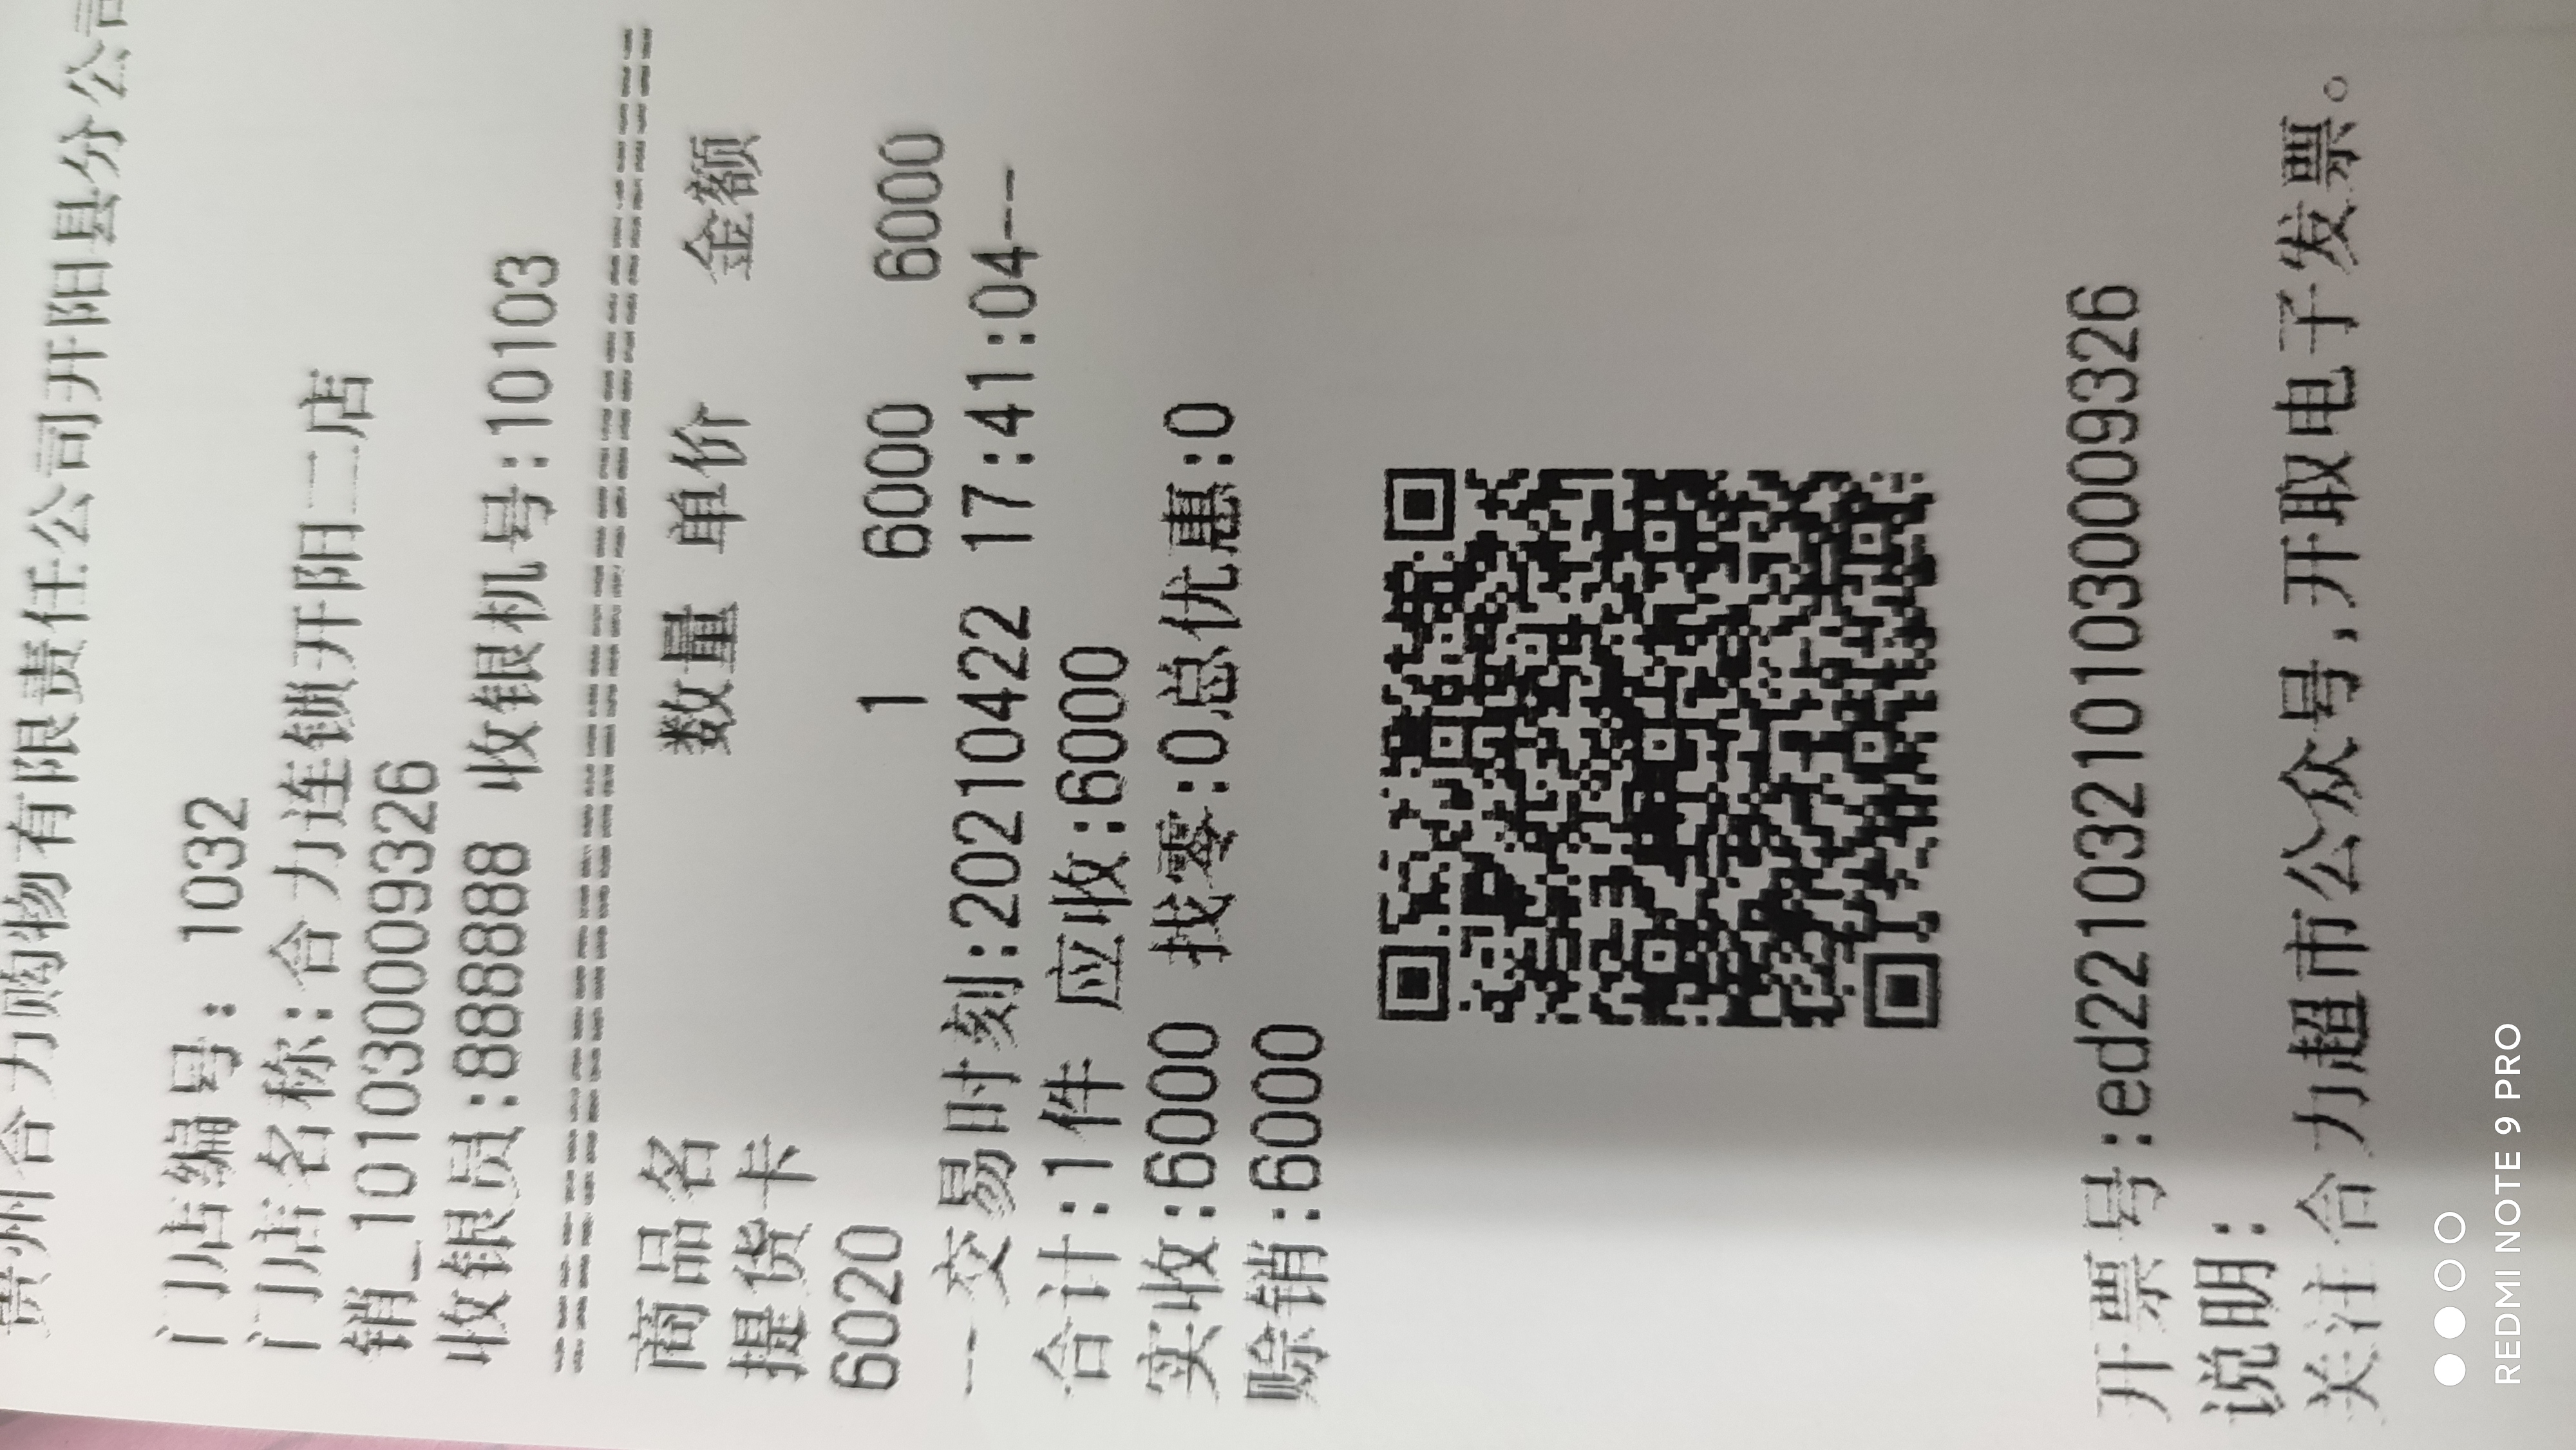 贵州合力购物有限责任公司开阳县分公司
门店编号: 1032
门店名称:合力连锁开阳二店
销_1010300009326
收银员:888888 收银机号:10103
==========================================
商品名 数量 单价 金额
提货卡
6020 1 6000 6000
--交易时刻:20210422 17:41:04--
合计:1件 应收:6000
实收:6000 找零:0总优惠:0
赊销:6000
开票号:ed22103210103000009326
说明:
关注合力超市公众号,开取电子发票。
REDMI NOTE 9 PRO